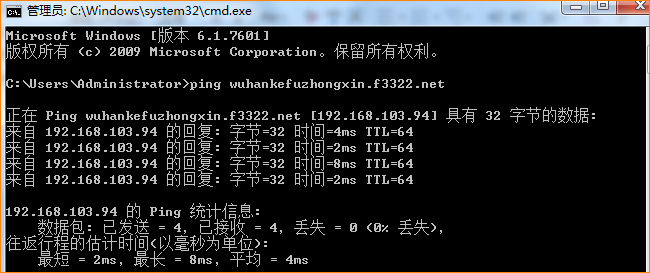 管理员: C:\Windows\system32\cmd.exe
Microsoft Windows [版本 6.1.7601]
版权所有 (c) 2009 Microsoft Corporation。保留所有权利。
C:\Users\Administrator>ping wuhankefuzhongxin.f3322.net
正在 Ping wuhankefuzhongxin.f3322.net [192.168.103.94] 具有 32 字节的数据:
来自 192.168.103.94 的回复: 字节=32 时间=4ms TTL=64
来自 192.168.103.94 的回复: 字节=32 时间=2ms TTL=64
来自 192.168.103.94 的回复: 字节=32 时间=8ms TTL=64
来自 192.168.103.94 的回复: 字节=32 时间=2ms TTL=64
192.168.103.94 的 Ping 统计信息:
数据包: 已发送 = 4，已接收 = 4，丢失 = 0 (0% 丢失)，
往返行程的估计时间(以毫秒为单位):
最短 = 2ms，最长 = 8ms，平均 = 4ms